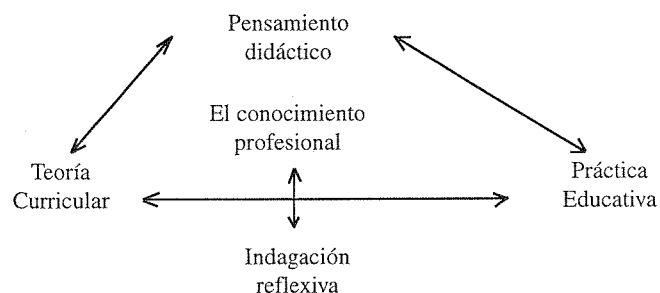 Pensamiento
didáctico
El conocimiento
profesional
Teoría
Curricular
Práctica
Educativa
Indagación
reflexiva